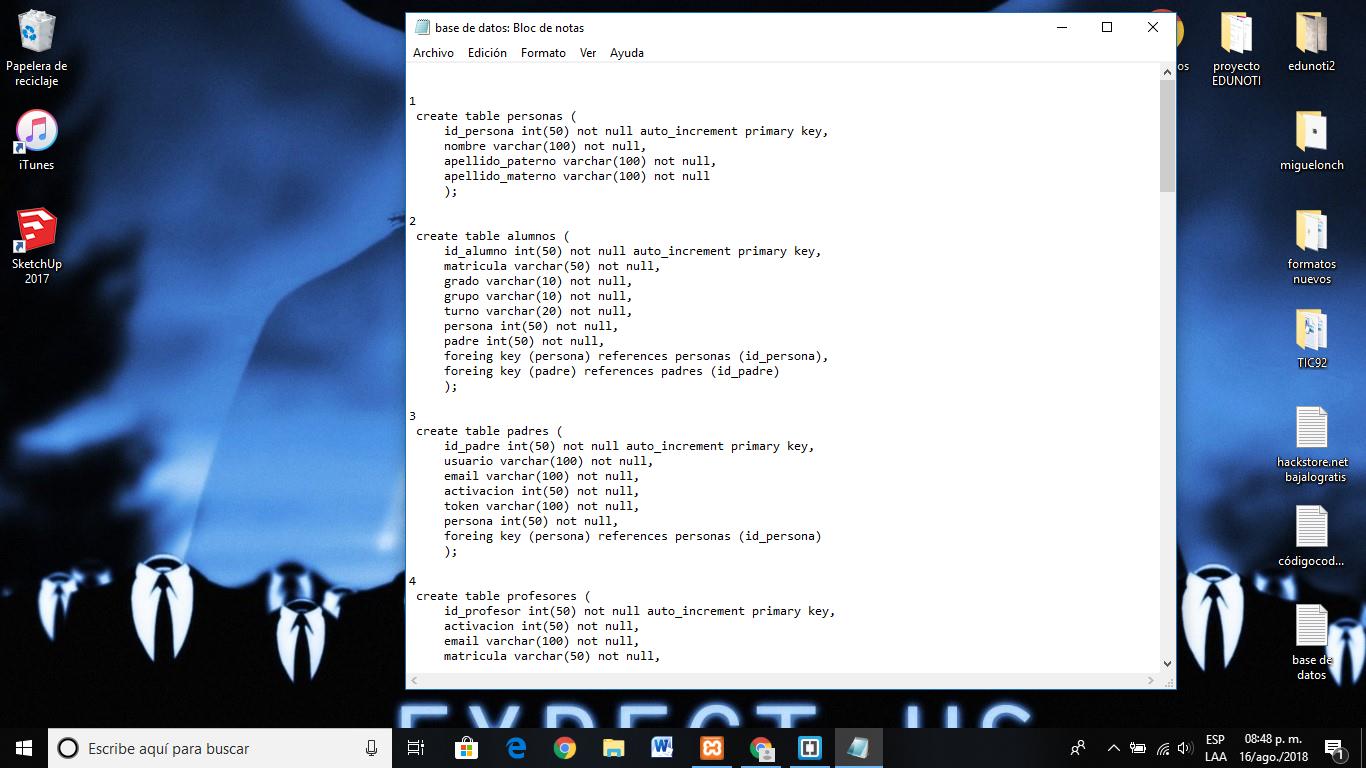 Papelera de
reciclaje
iTunes
SketchUp
2017
base de datos: Bloc de notas
Archivo Edición Formato Ver Ayuda
1
create table personas (
id_persona int(50) not null auto_increment primary key,
nombre varchar(100) not null,
apellido_paterno varchar(100) not null,
apellido_materno varchar(100) not null
);
2
create table alumnos (
id_alumno int(50) not null auto_increment primary key,
matricula varchar(50) not null,
grado varchar(10) not null,
grupo varchar(10) not null,
turno varchar(20) not null,
persona int(50) not null,
padre int(50) not null,
foreing key (persona) references personas (id_persona),
foreing key (padre) references padres (id_padre)
);
3
create table padres (
id_padre int(50) not null auto_increment primary key,
usuario varchar(100) not null,
email varchar(100) not null,
activacion int(50) not null,
token varchar(100) not null,
persona int(50) not null,
foreing key (persona) references personas (id_persona)
);
4
create table profesores (
id_profesor int(50) not null auto_increment primary key,
activacion int(50) not null,
email varchar(100) not null,
matricula varchar(50) not null,
os
proyecto
EDUNOTI
edunoti2
miguelonch
formatos
nuevos
TIC92
hackstore.net
bajalogratis
códigocod...
base de
datos
EXPECT US
Escribe aquí para buscar
ESP
LAA
08:48 p. m.
16/ago./2018
1